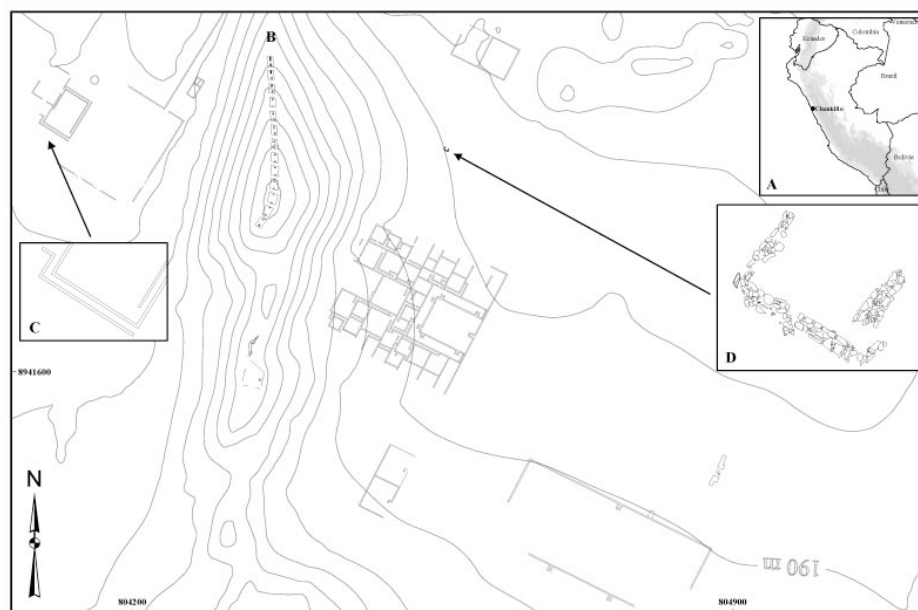 B
Ecuador
Colombia
Venezuela
Brazil
Chankillo
Bolivia
Chile
A
C
D
8941600
N
190 m
804200
804900